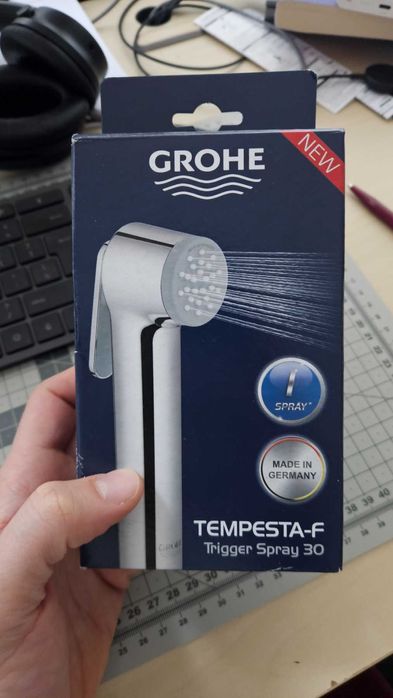 GROHE
NEW
SPRAY*
MADE IN
GERMANY
TEMPESTA-F
Trigger Spray 30